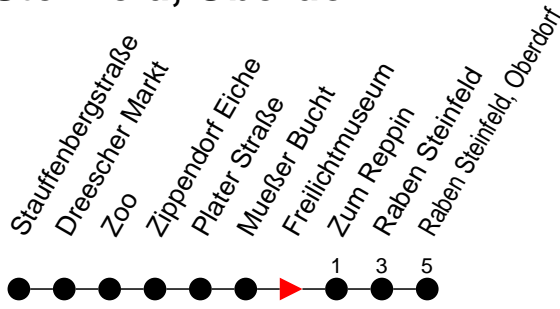 Stauffenbergstraße
Dreescher Markt
Zoo
Zippendorf Eiche
Plater Straße
Mueßer Bucht
Freilichtmuseum
Zum Reppin
Raben Steinfeld
Raben Steinfeld, Oberdorf
1 3 5